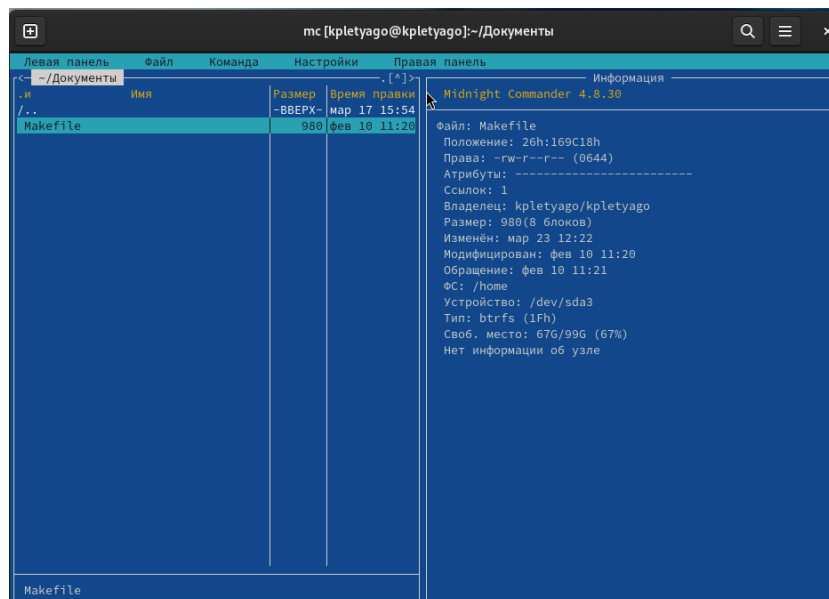 mc [kpletyago@kpletyago]:~/Документы
Левая панель Файл Команда Настройки Правая панель
<─ ~/Документы .[^]>
.и Имя Размер Время правки
/.. -ВВЕРХ- мар 17 15:54
Makefile 980 фев 10 11:20
Makefile
Информация
Midnight Commander 4.8.30
Файл: Makefile
Положение: 26h:169C18h
Права: -rw-r--r-- (0644)
Атрибуты: -------------------------
Ссылок: 1
Владелец: kpletyago/kpletyago
Размер: 980(8 блоков)
Изменён: мар 23 12:22
Модифицирован: фев 10 11:20
Обращение: фев 10 11:21
ФС: /home
Устройство: /dev/sda3
Тип: btrfs (1Fh)
Своб. место: 67G/99G (67%)
Нет информации об узле